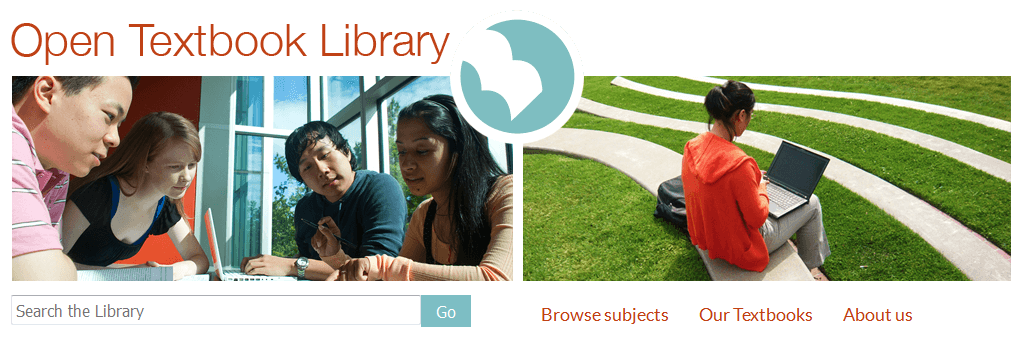 Open Textbook Library
Search the Library
Go
Browse subjects
Our Textbooks
About us